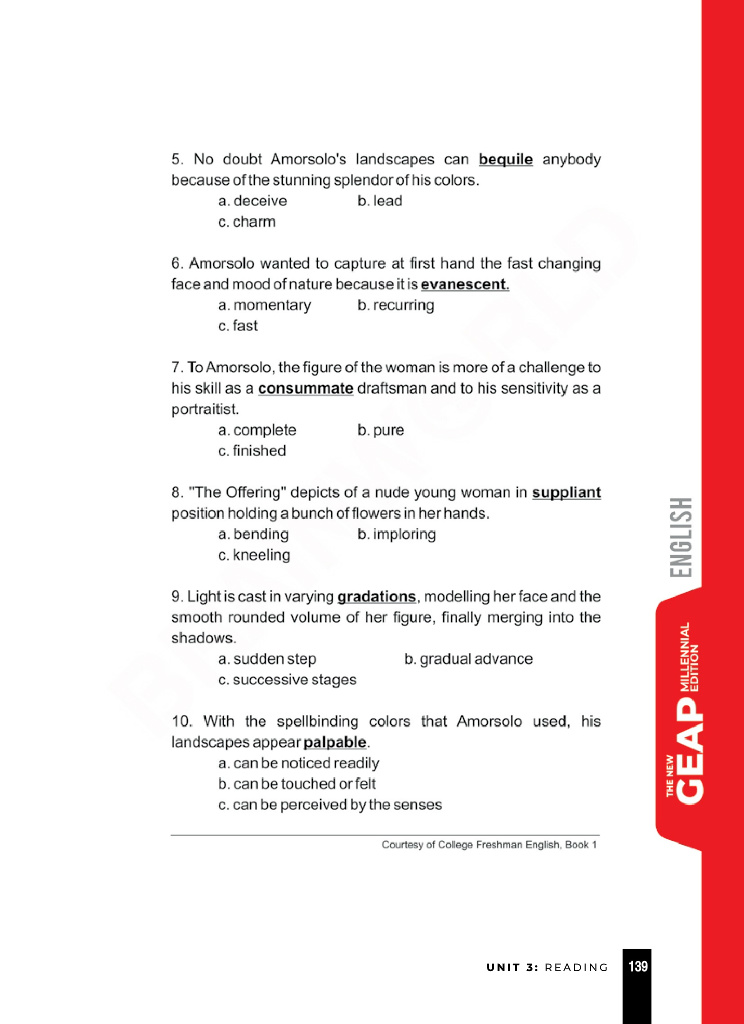 5. No doubt Amorsolo's landscapes can bequile anybody
because of the stunning splendor of his colors.
a. deceive b. lead
c. charm
6. Amorsolo wanted to capture at first hand the fast changing
face and mood of nature because it is evanescent.
a. momentary b. recurring
c. fast
7. To Amorsolo, the figure of the woman is more of a challenge to
his skill as a consummate draftsman and to his sensitivity as a
portraitist.
a. complete b. pure
c. finished
8. "The Offering" depicts of a nude young woman in suppliant
position holding a bunch of flowers in her hands.
a. bending b. imploring
c. kneeling
9. Light is cast in varying gradations, modelling her face and the
smooth rounded volume of her figure, finally merging into the
shadows.
a. sudden step b. gradual advance
c. successive stages
10. With the spellbinding colors that Amorsolo used, his
landscapes appear palpable.
a. can be noticed readily
b. can be touched or felt
c. can be perceived by the senses
Courtesy of College Freshman English, Book 1
UNIT 3: READING 139
ENGLISH
THE NEW
GEAP
MILLENNIAL
EDITION